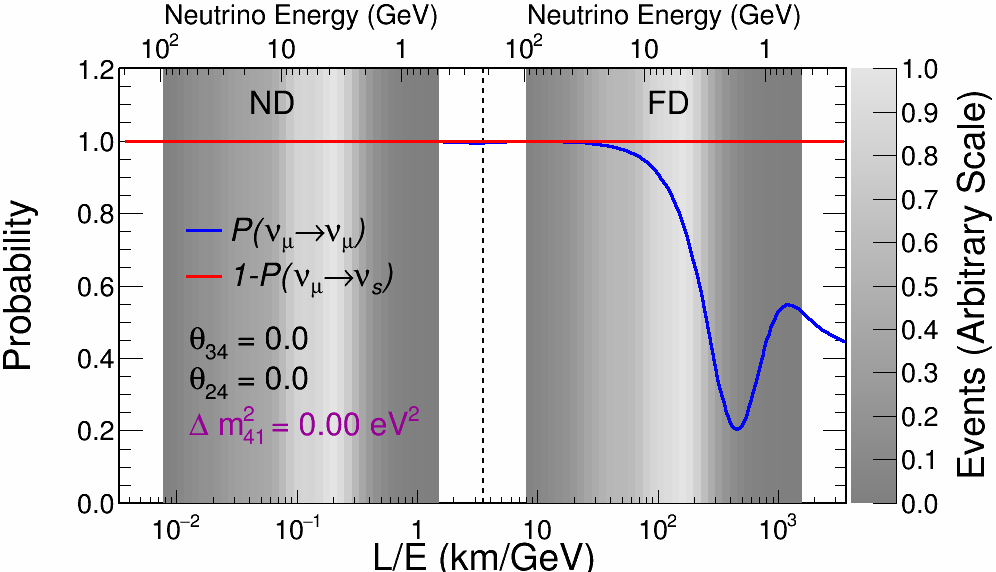 Neutrino Energy (GeV) Neutrino Energy (GeV)
10² 10 1 10² 10 1
1.2 1.0 0.8 0.6 0.4 0.2 0.0
Probability
ND FD
P(νμ→νμ)
1-P(νμ→νs)
θ34 = 0.0
θ24 = 0.0
Δ m²41 = 0.00 eV²
10⁻² 10⁻¹ 1 10 10² 10³
L/E (km/GeV)
1.0 0.9 0.8 0.7 0.6 0.5 0.4 0.3 0.2 0.1 0.0
Events (Arbitrary Scale)